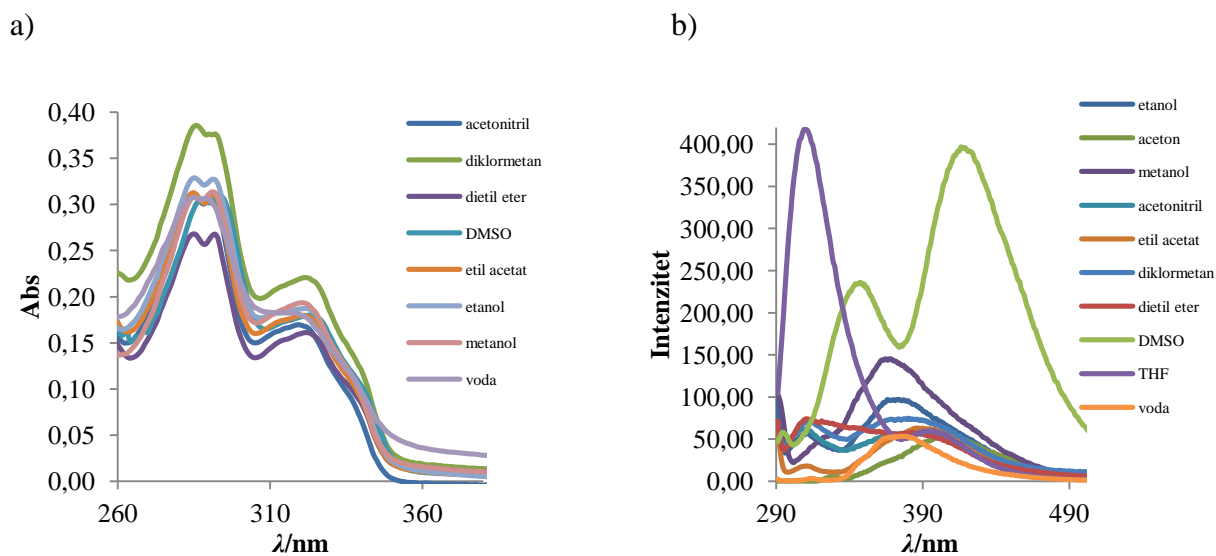 a)
Abs
0,40
0,35
0,30
0,25
0,20
0,15
0,10
0,05
0,00
260
310
360
λ/nm
acetonitril
diklormetan
dietil eter
DMSO
etil acetat
etanol
metanol
voda
b)
Intenzitet
400,00
350,00
300,00
250,00
200,00
150,00
100,00
50,00
0,00
290
390
490
λ/nm
etanol
aceton
metanol
acetonitril
etil acetat
diklormetan
dietil eter
DMSO
THF
voda